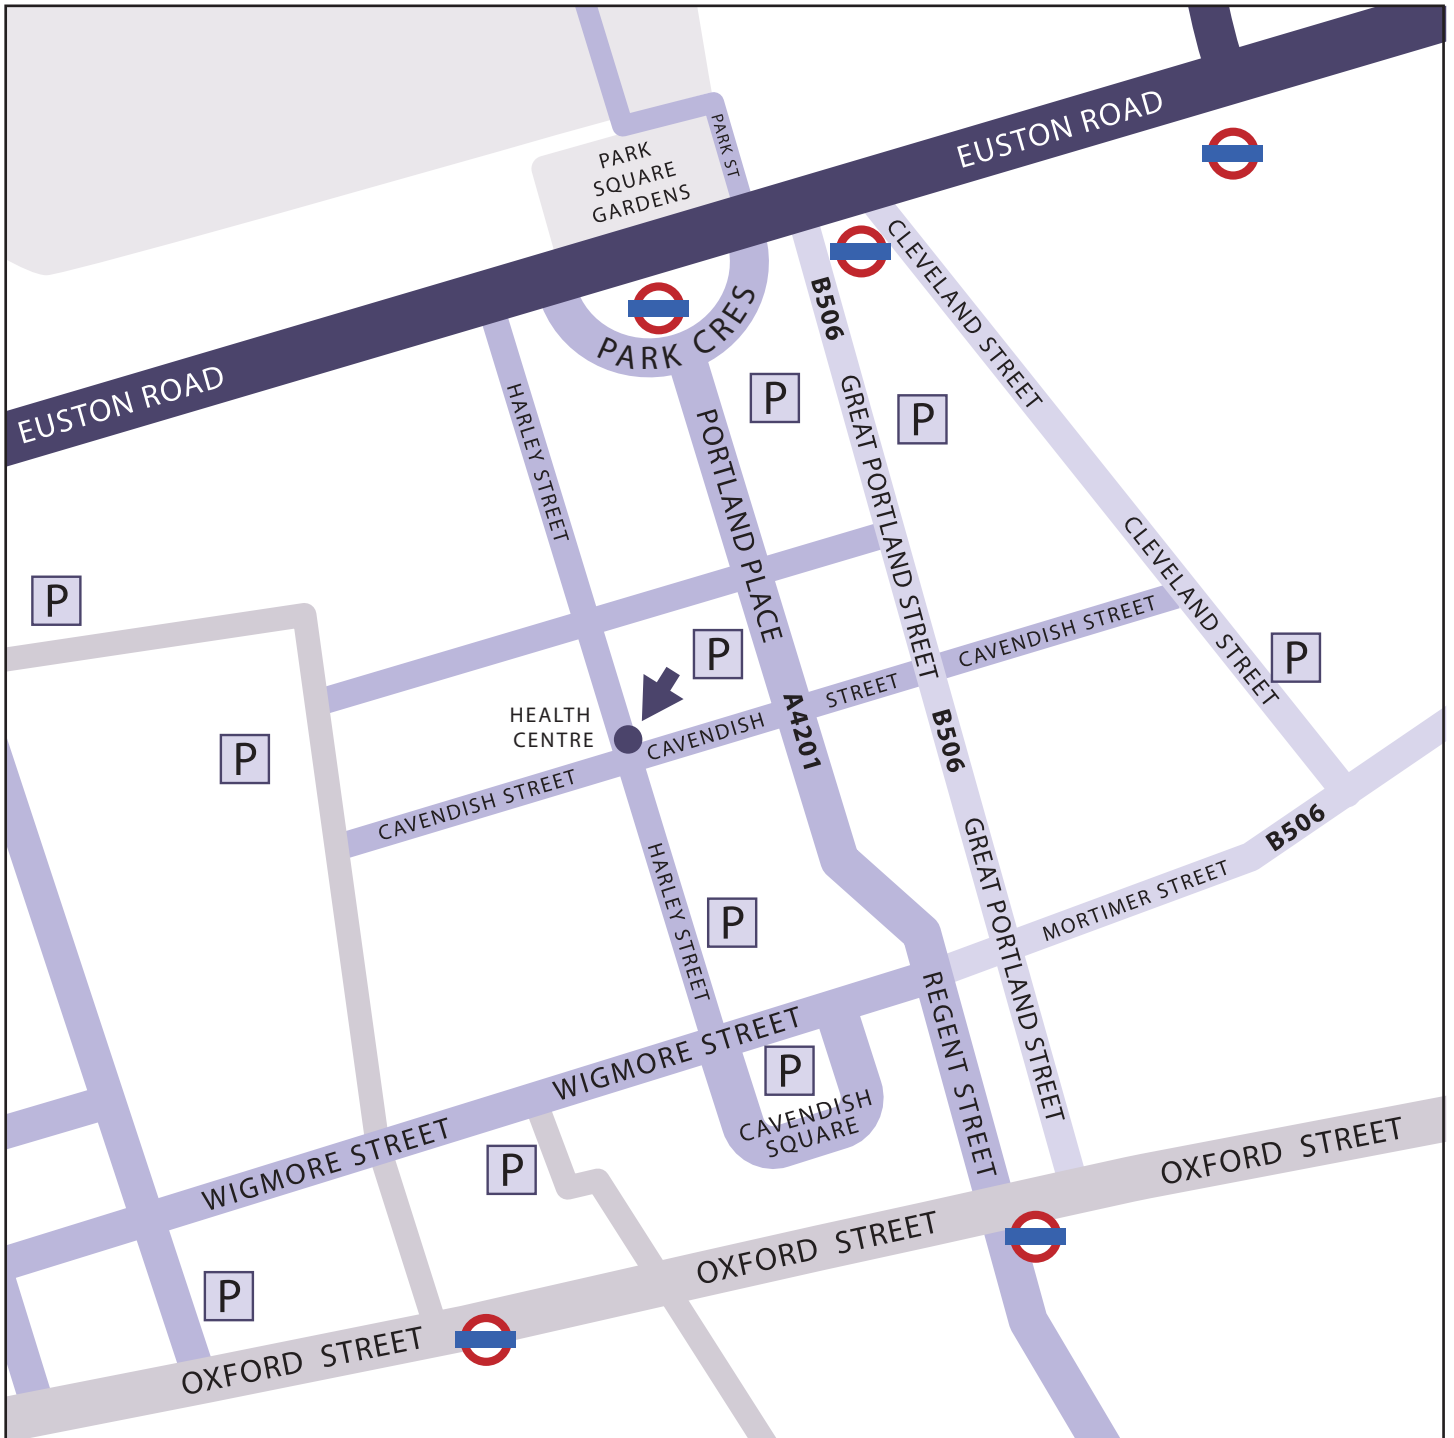 PARK ST
PARK
SQUARE
GARDENS
EUSTON ROAD
EUSTON ROAD
PARK CRES
B506
CLEVELAND STREET
HARLEY STREET
P
P
PORTLAND PLACE
GREAT PORTLAND STREET
CLEVELAND STREET
P
P
P
HEALTH
CENTRE
CAVENDISH STREET
CAVENDISH
STREET
CAVENDISH STREET
A4201
B506
P
HARLEY STREET
P
GREAT PORTLAND STREET
MORTIMER STREET
B506
WIGMORE STREET
WIGMORE STREET
REGENT STREET
P
CAVENDISH
SQUARE
P
P
OXFORD STREET
OXFORD STREET
OXFORD STREET